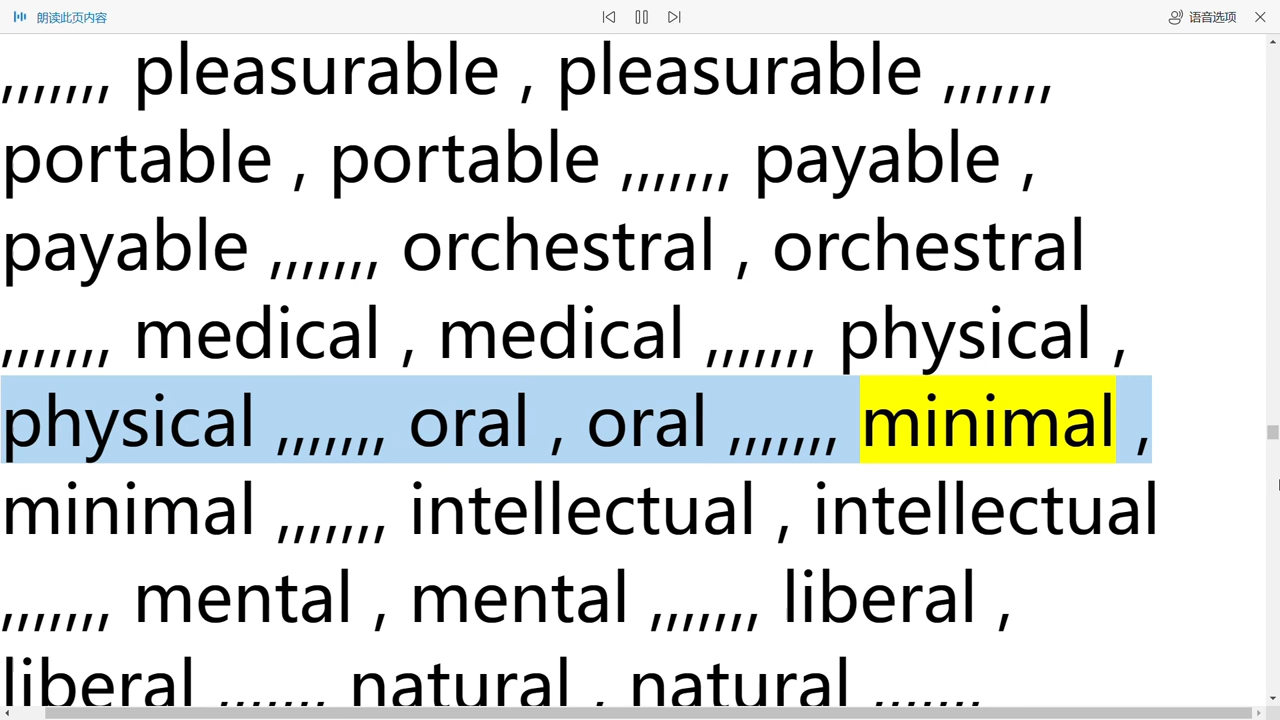 朗读此页内容
语音选项
,,,,,,, pleasurable , pleasurable ,,,,,,,
portable , portable ,,,,,,, payable ,
payable ,,,,,,, orchestral , orchestral
,,,,,,, medical , medical ,,,,,,, physical ,
physical ,,,,,,, oral , oral ,,,,,,, minimal ,
minimal ,,,,,,, intellectual , intellectual
,,,,,,, mental , mental ,,,,,,, liberal ,
liberal ,,,,,,, natural , natural ,,,,,,,